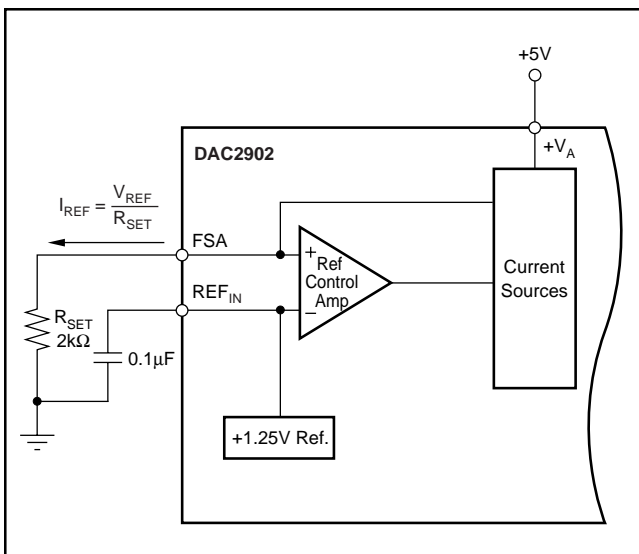 +5V
+V_A
DAC2902
I_REF = V_REF / R_SET
FSA
REF_IN
+
Ref
Control
Amp
–
Current
Sources
R_SET
2kΩ
0.1µF
+1.25V Ref.